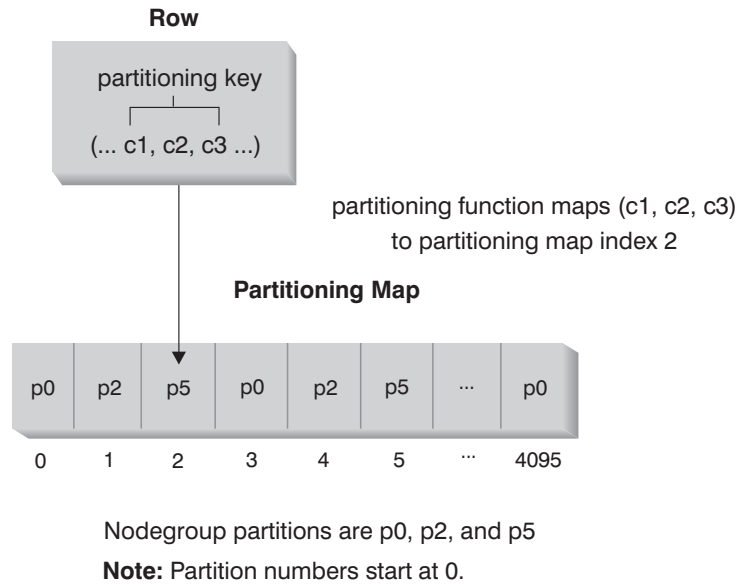 Row
partitioning key
(... c1, c2, c3 ...)
partitioning function maps (c1, c2, c3)
to partitioning map index 2
Partitioning Map
p0 p2 p5 p0 p2 p5 ... p0
0 1 2 3 4 5 ... 4095
Nodegroup partitions are p0, p2, and p5
Note: Partition numbers start at 0.